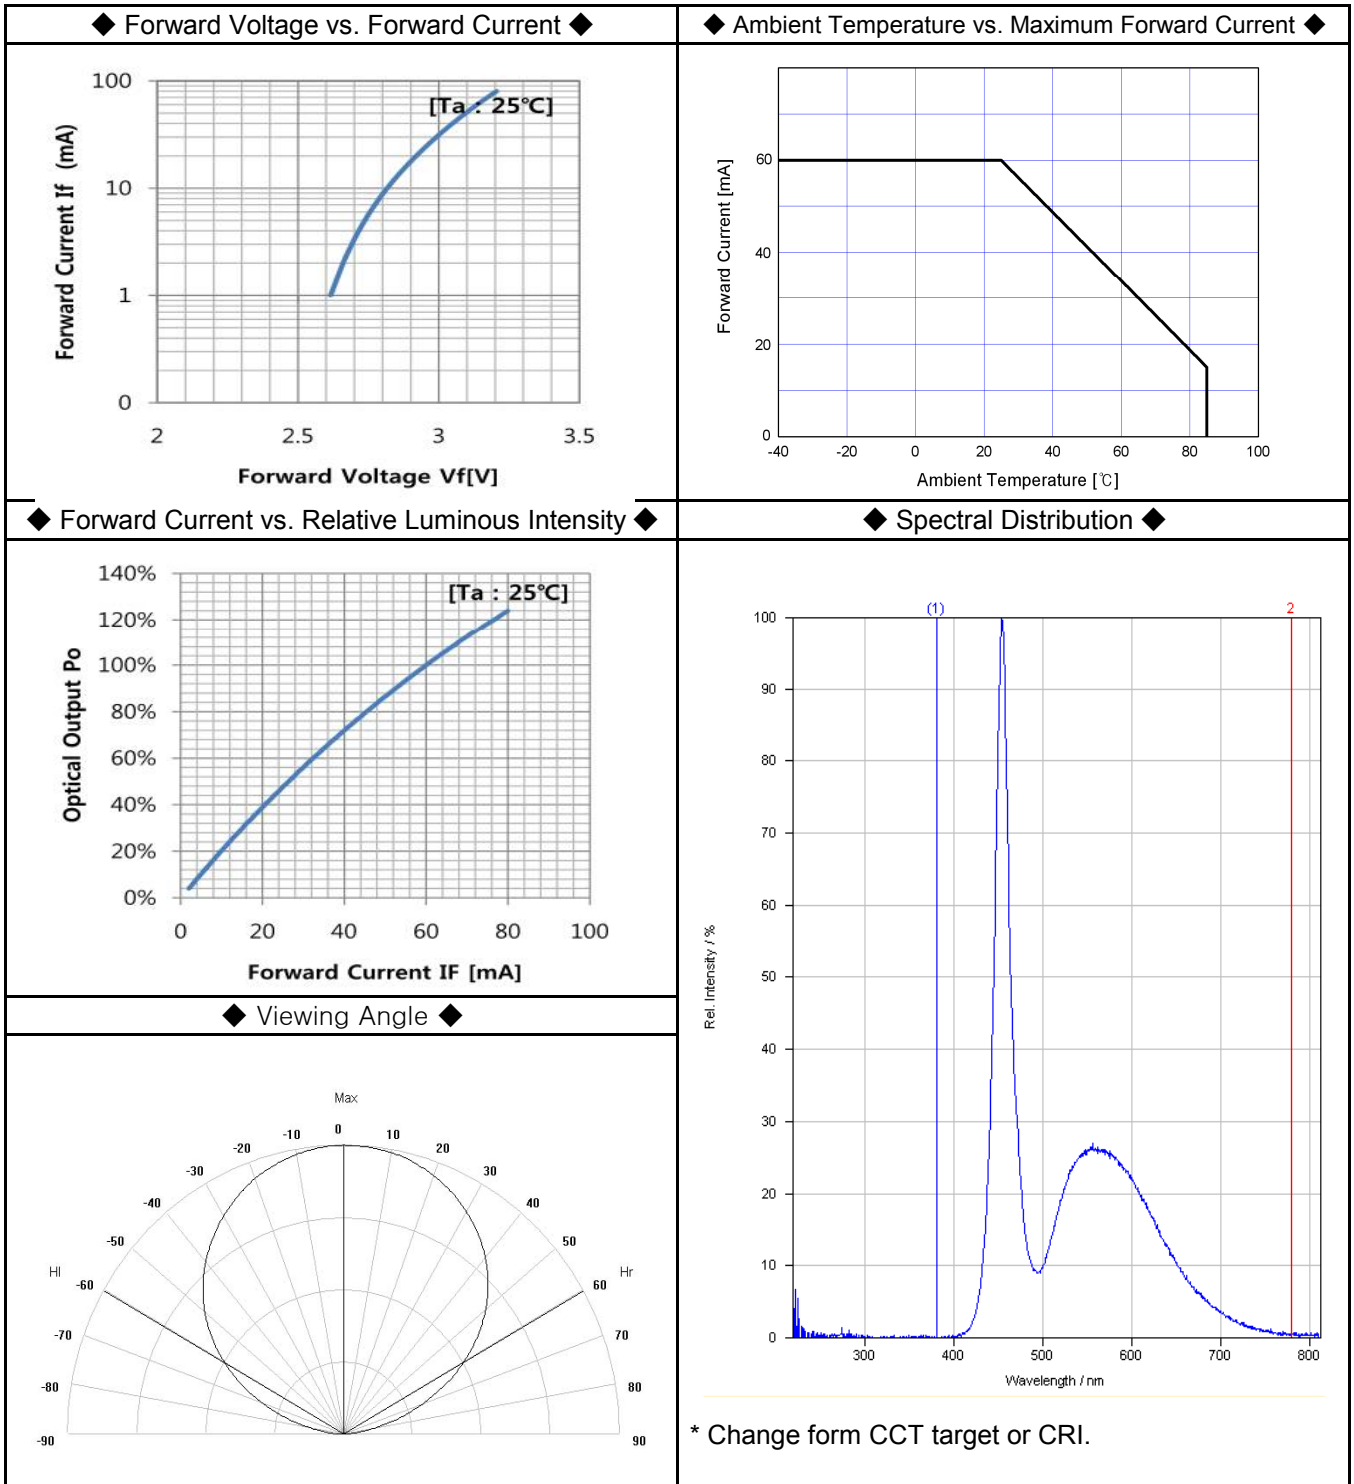 ◆ Forward Voltage vs. Forward Current ◆
100
10
1
0
[Ta : 25℃]
Forward Current If (mA)
2 2.5 3 3.5
Forward Voltage Vf[V]
◆ Ambient Temperature vs. Maximum Forward Current ◆
60
40
20
0
Forward Current [mA]
-40 -20 0 20 40 60 80 100
Ambient Temperature [℃]
◆ Forward Current vs. Relative Luminous Intensity ◆
140%
120%
100%
80%
60%
40%
20%
0%
[Ta : 25℃]
Optical Output Po
0 20 40 60 80 100
Forward Current IF [mA]
◆ Spectral Distribution ◆
(1) 2
100
90
80
70
60
50
40
30
20
10
0
Rel. Intensity / %
300 400 500 600 700 800
Wavelength / nm
* Change form CCT target or CRI.
◆ Viewing Angle ◆
Max
0
-10 10
-20 20
-30 30
-40 40
-50 50
Hl Hr
-60 60
-70 70
-80 80
-90 90